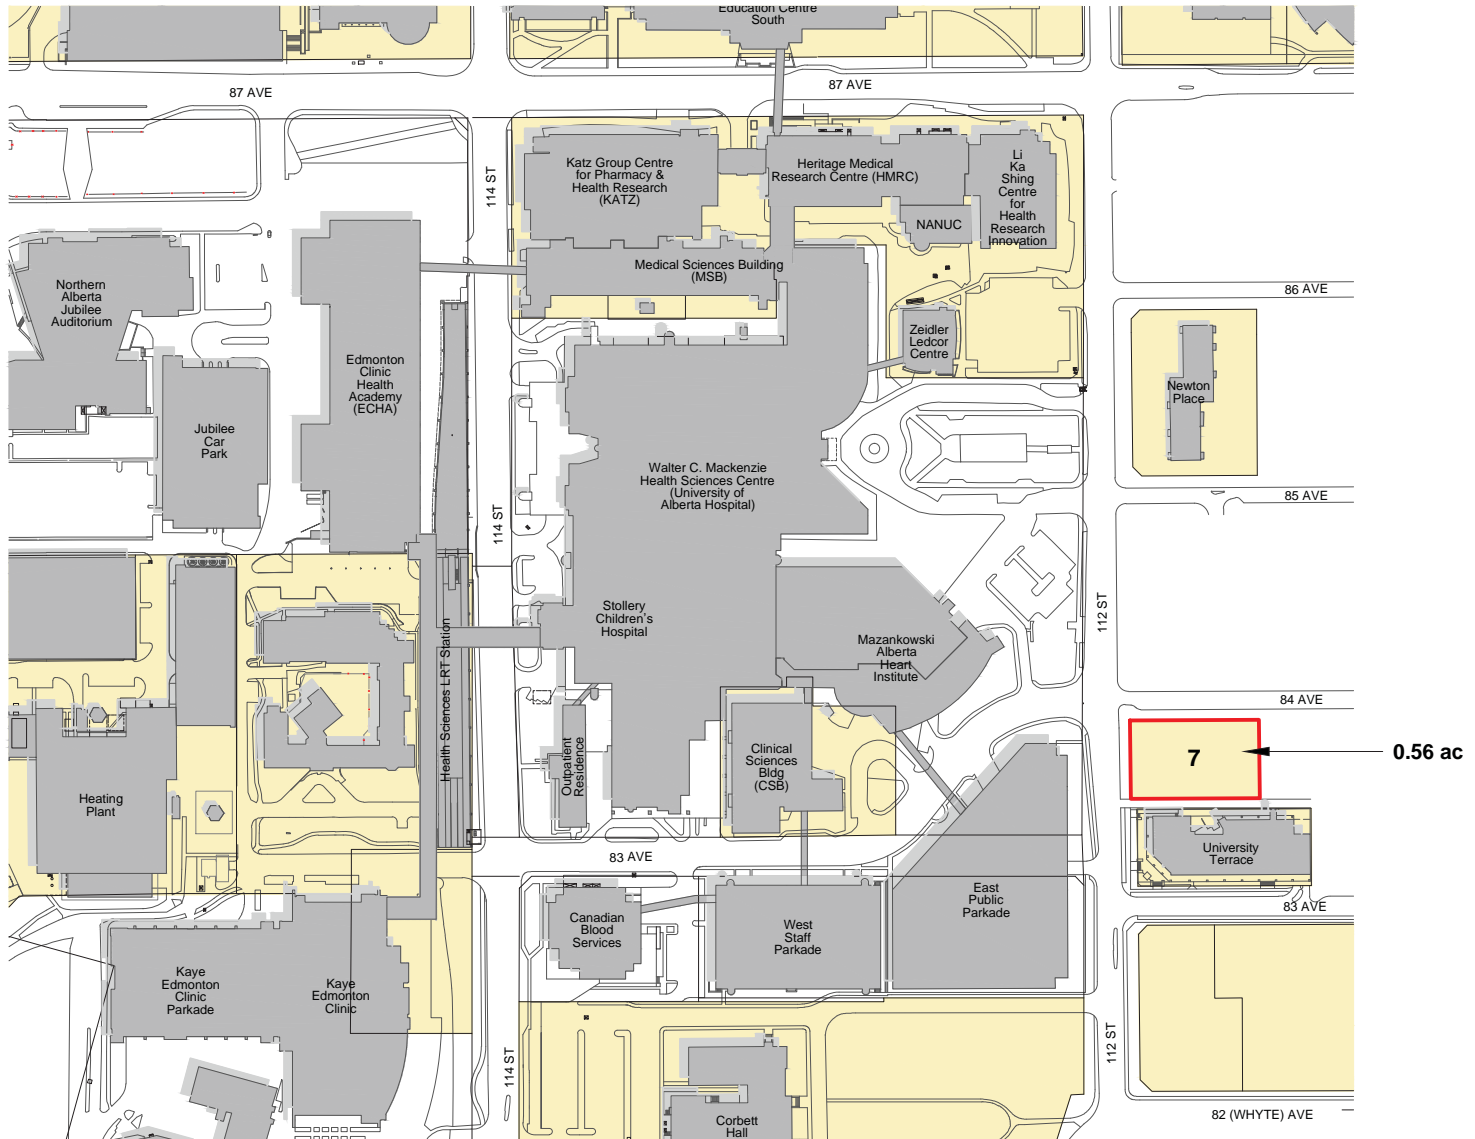 Education Centre
South
87 AVE
87 AVE
114 ST
Katz Group Centre
for Pharmacy &
Health Research
(KATZ)
Heritage Medical
Research Centre (HMRC)
Li
Ka
Shing
Centre
for
Health
Research
Innovation
NANUC
Medical Sciences Building
(MSB)
Northern
Alberta
Jubilee
Auditorium
86 AVE
Zeidler
Ledcor
Centre
Edmonton
Clinic
Health
Academy
(ECHA)
Newton
Place
Jubilee
Car
Park
Walter C. Mackenzie
Health Sciences Centre
(University of
Alberta Hospital)
85 AVE
114 ST
Stollery
Children's
Hospital
112 ST
Mazankowski
Alberta
Heart
Institute
Health Sciences LRT Station
84 AVE
7
0.56 ac
Outpatient
Residence
Clinical
Sciences
Bldg
(CSB)
Heating
Plant
83 AVE
University
Terrace
East
Public
Parkade
83 AVE
Canadian
Blood
Services
West
Staff
Parkade
Kaye
Edmonton
Clinic
Parkade
Kaye
Edmonton
Clinic
112 ST
114 ST
Corbett
Hall
82 (WHYTE) AVE